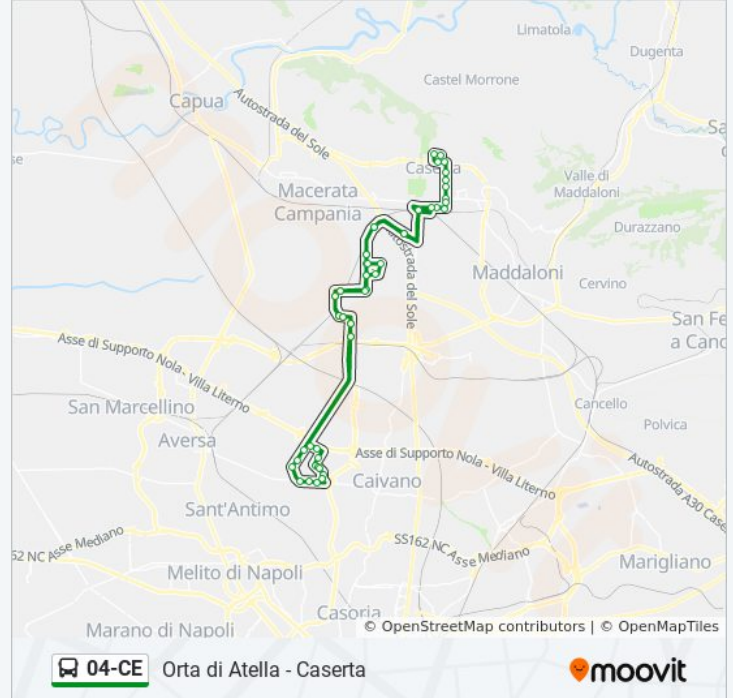 Limatola
Dugenta
Castel Morrone
Capua
Autostrada del Sole
Sa
Caserta
se
Valle di
Maddaloni
Macerata
Campania
Durazzano
Autostrada del Sole
Maddaloni
Cervino
San Fe
a Canc
Asse di Supporto Nola - Villa Literno
San Marcellino
Cancello
Polvica
Aversa
Asse di Supporto Nola - Villa Literno
Caivano
Autostrada A30 Case
Sant'Antimo
62 NC Asse Mediano
SS162 NC Asse Mediano
Marigliano
Melito di Napoli
Casoria
Marano di Napoli
© OpenStreetMap contributors | © OpenMapTiles
04-CE Orta di Atella - Caserta
moovit